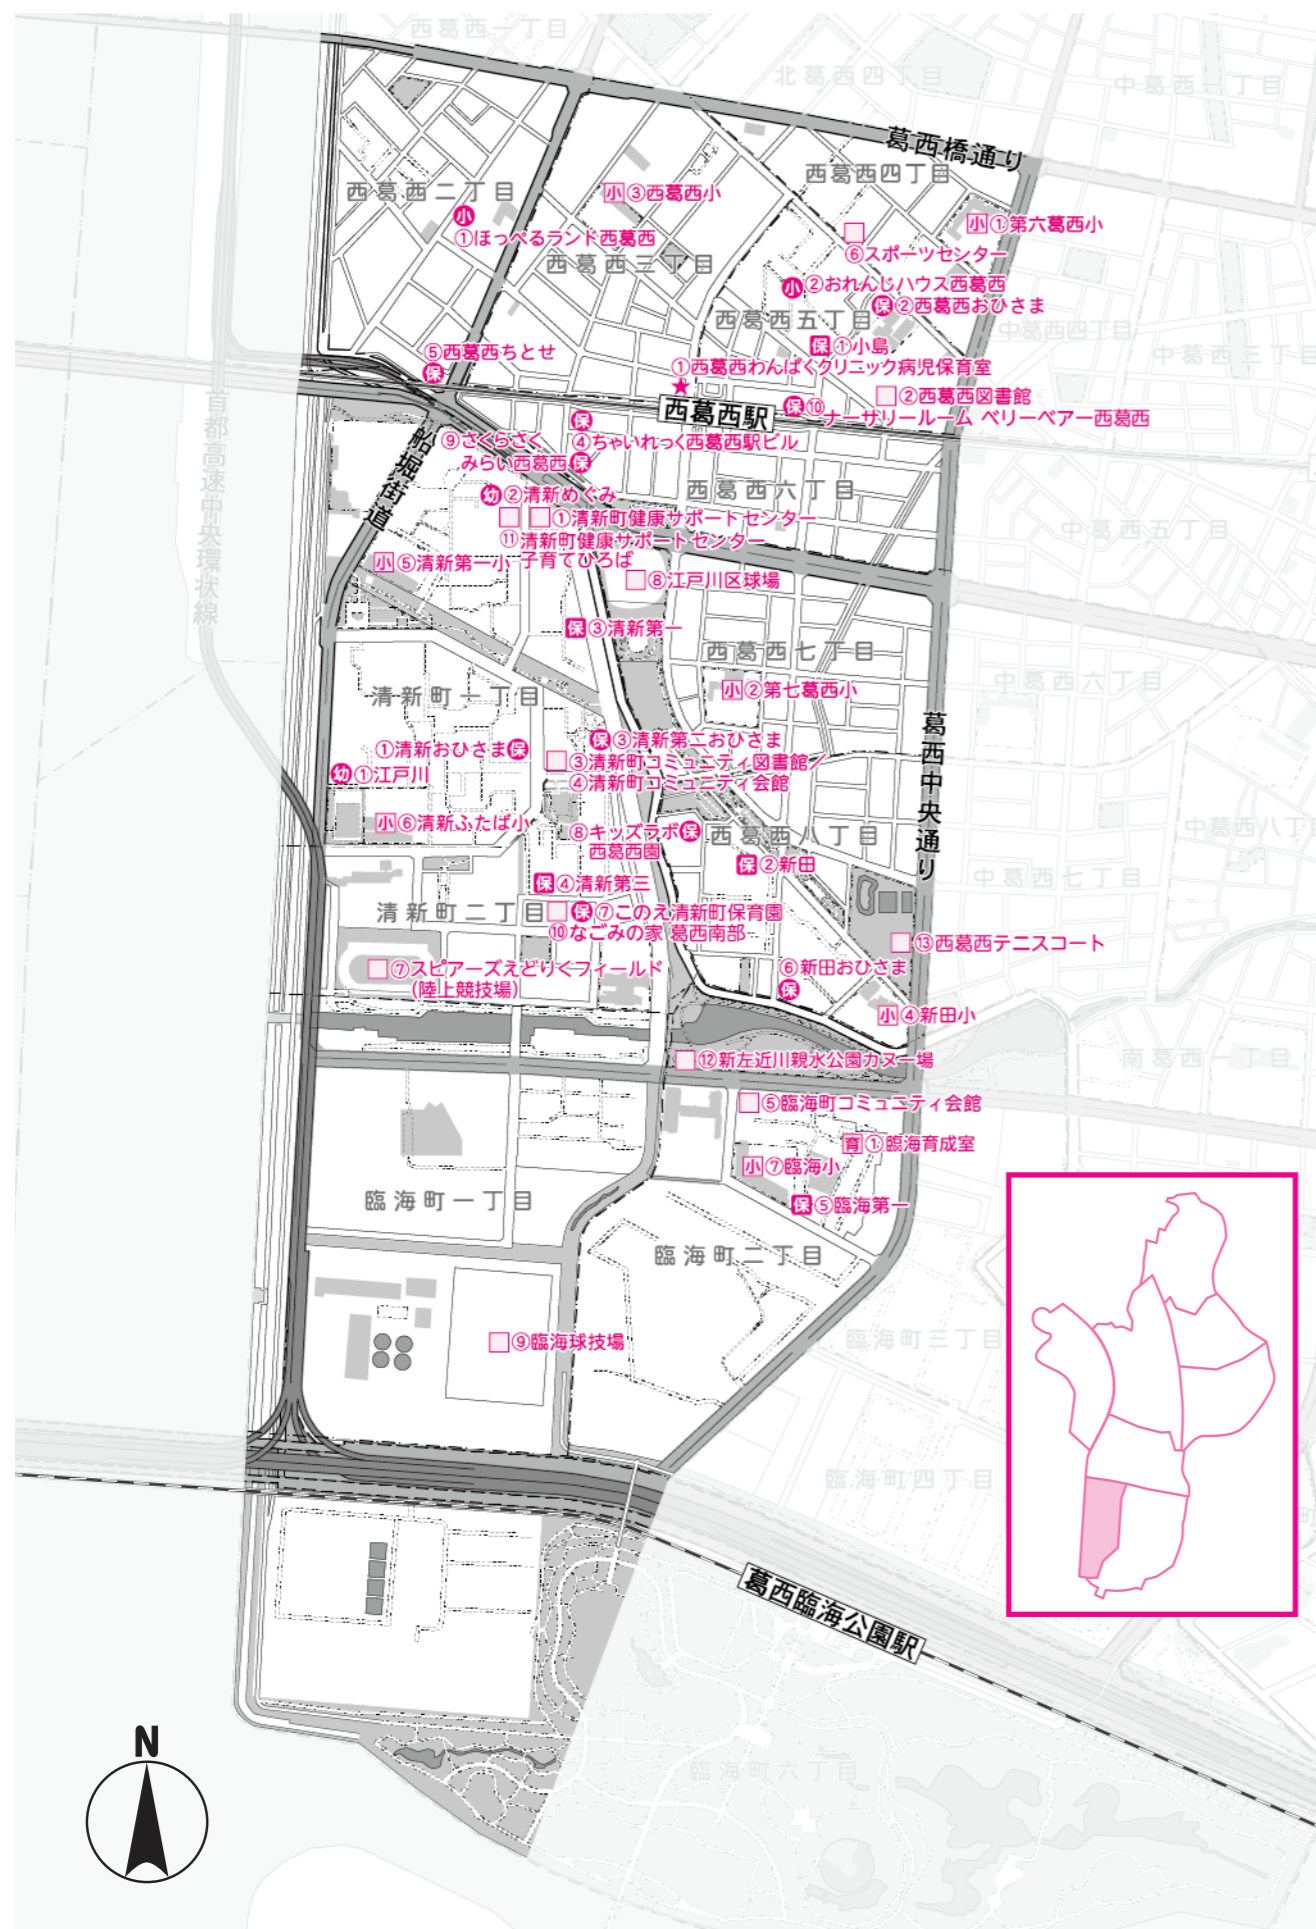 西葛西一丁目
北葛西四丁目
中葛西一丁目
葛西橋通り
西葛西二丁目
小③西葛西小
西葛西四丁目
小①第六葛西小
小
①ほっぺるランド西葛西
⑥スポーツセンター
西葛西三丁目
小②おれんじハウス西葛西
保②西葛西おひさま
西葛西五丁目
中葛西四丁目
中葛西三丁目
保①小島
⑤西葛西ちとせ
保
①西葛西わんぱくクリニック病児保育室
★
②西葛西図書館
西葛西駅
保⑩
ナーサリールーム ベリーベアー西葛西
首都高速中央環状線
船堀街道
保
④ちゃいれっく西葛西駅ビル
⑨さくらさく
みらい西葛西保
西葛西六丁目
幼②清新めぐみ
①清新町健康サポートセンター
⑪清新町健康サポートセンター
子育てひろば
中葛西五丁目
小⑤清新第一小
⑧江戸川区球場
保③清新第一
西葛西七丁目
清新町一丁目
小②第七葛西小
中葛西六丁目
葛西中央通り
①清新おひさま保
保③清新第二おひさま
③清新町コミュニティ図書館／
④清新町コミュニティ会館
幼①江戸川
小⑥清新ふたば小
⑧キッズラボ保
西葛西園
西葛西八丁目
中葛西八丁目
保②新田
中葛西七丁目
保④清新第三
清新町二丁目
保⑦このえ清新町保育園
⑩なごみの家 葛西南部
⑬西葛西テニスコート
⑦スピアーズえどりくフィールド
(陸上競技場)
⑥新田おひさま
保
小④新田小
⑫新左近川親水公園カヌー場
南葛西一丁目
⑤臨海町コミュニティ会館
育①臨海育成室
小⑦臨海小
臨海町一丁目
保⑤臨海第一
臨海町二丁目
⑨臨海球技場
臨海町三丁目
臨海町四丁目
葛西臨海公園駅
N
臨海町六丁目